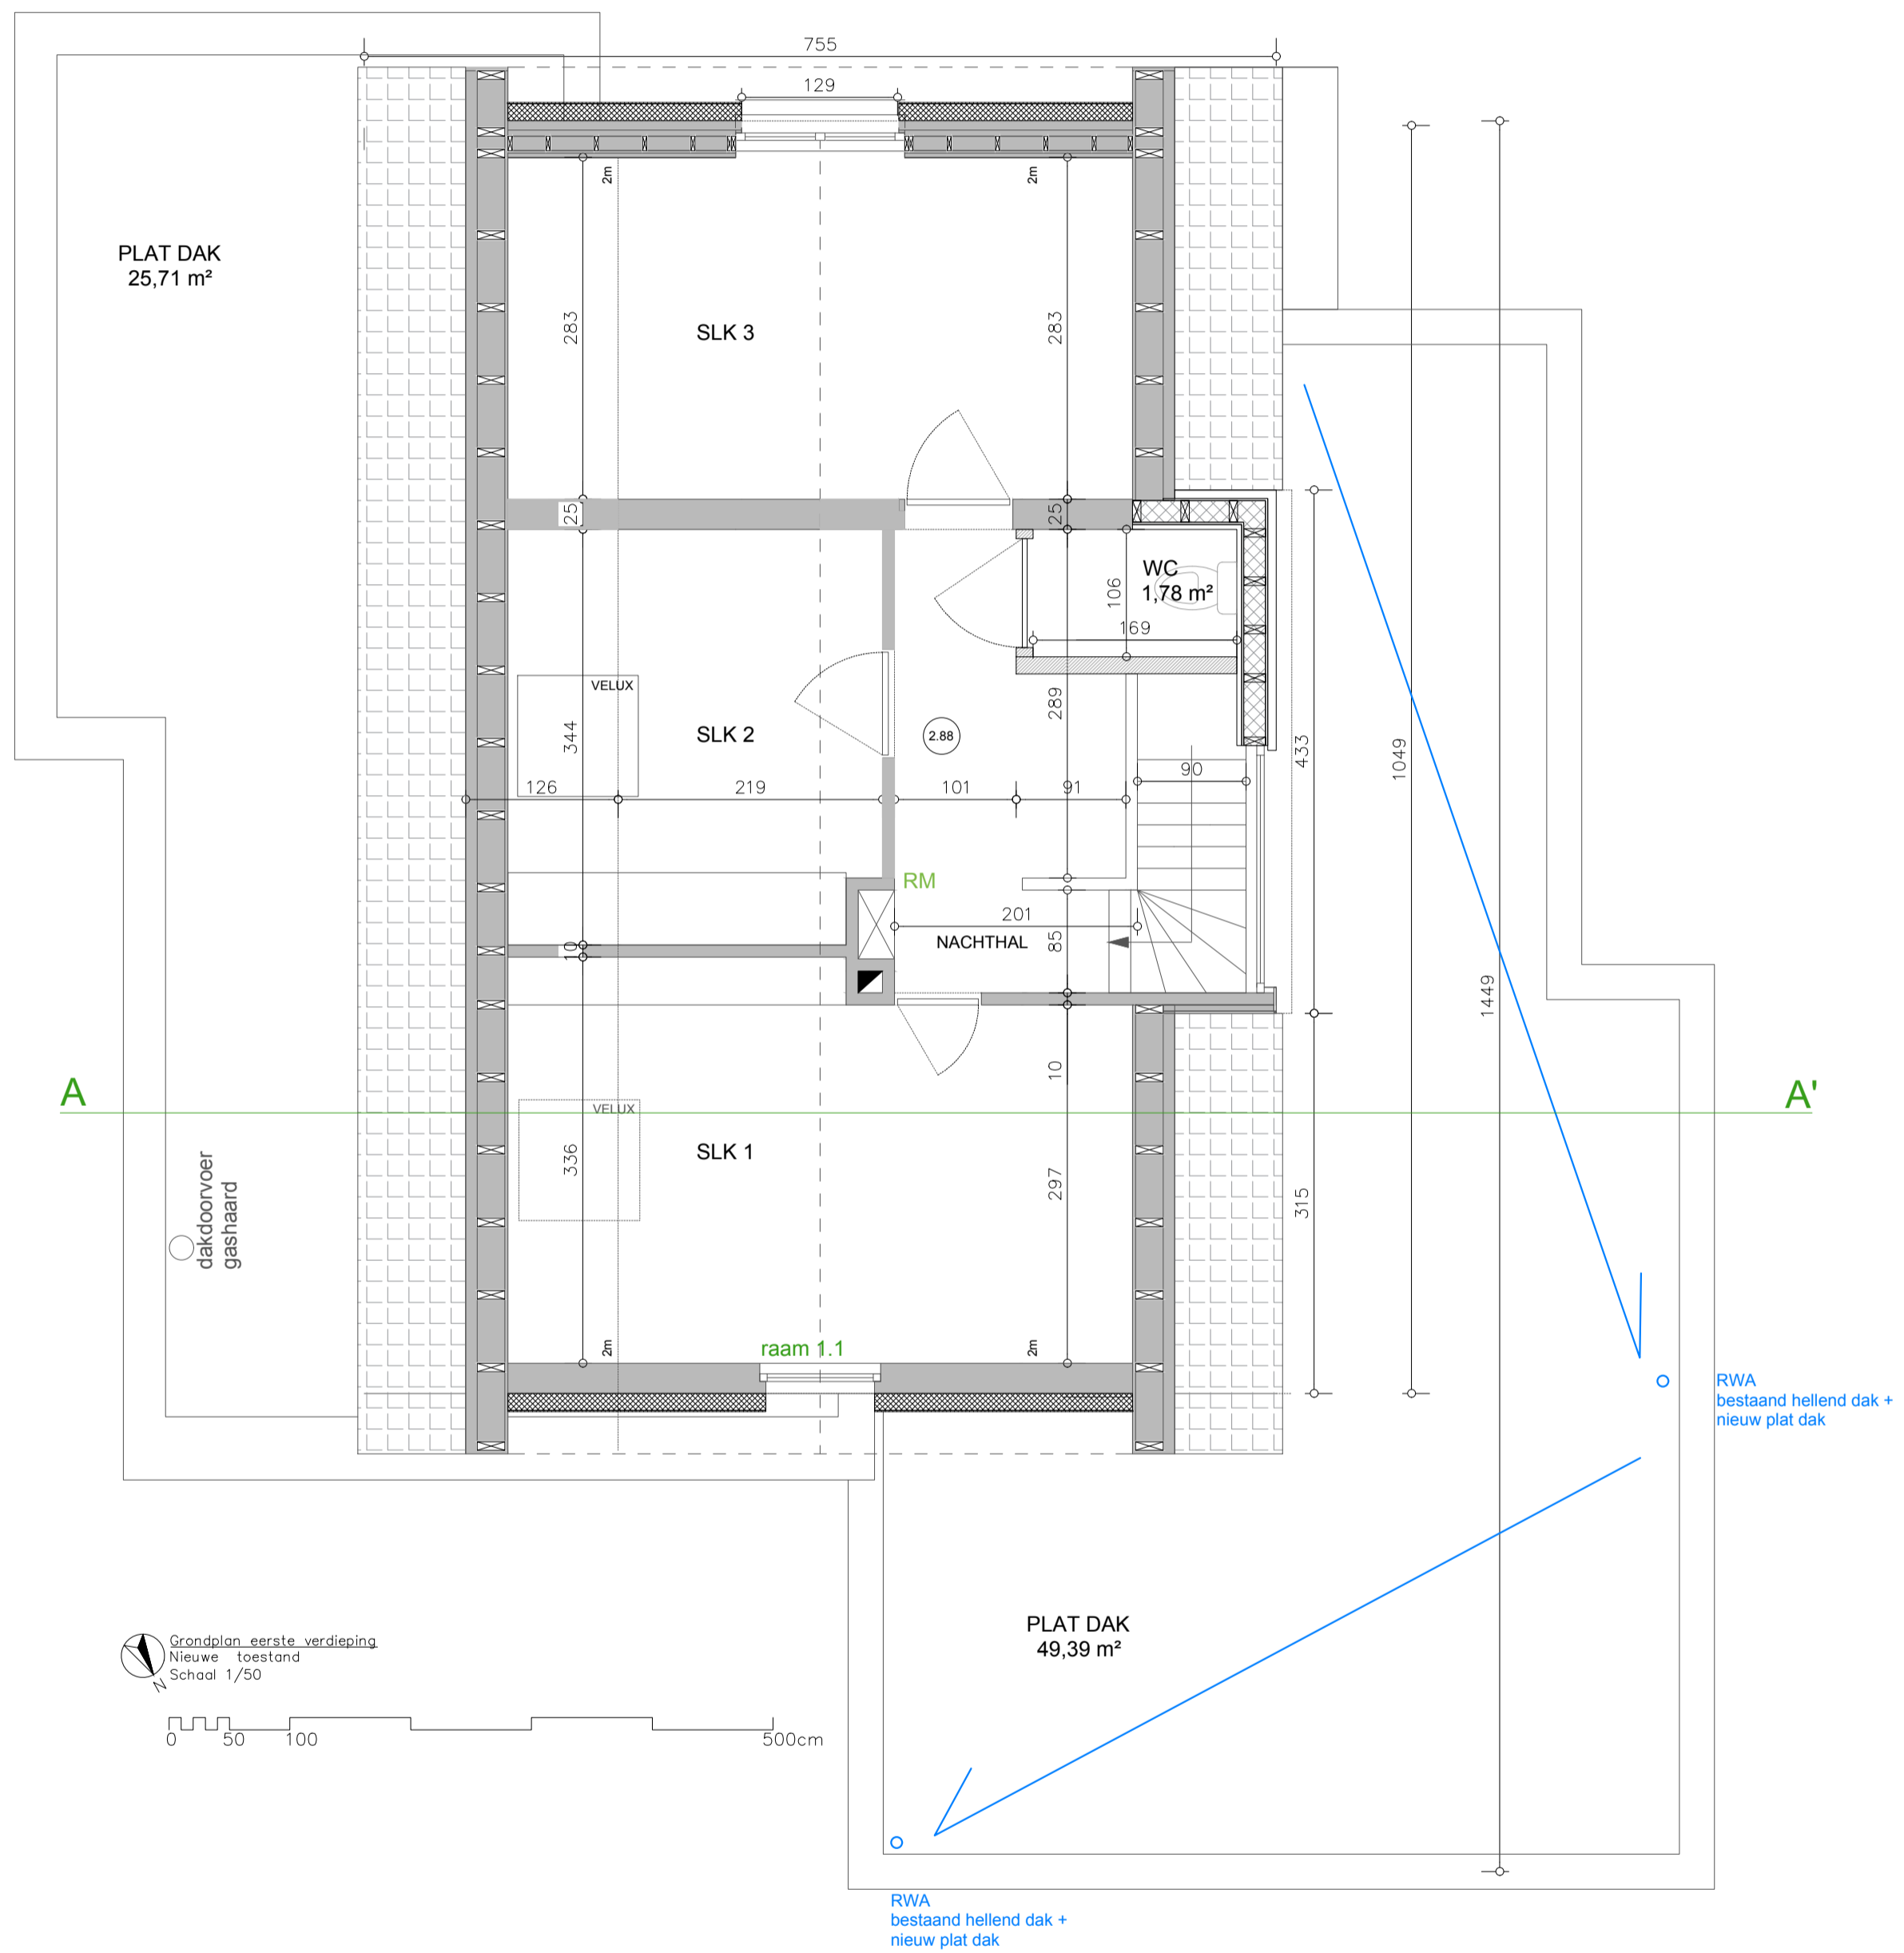 755
129
2m
2m
PLAT DAK
25,71 m²
283
SLK 3
283
25
25
WC
1,78 m²
106
169
VELUX
289
344
SLK 2
2.88
433
1049
90
126
219
101
91
RM
201
NACHTHAL
85
10
1449
10
A
A'
VELUX
SLK 1
336
297
315
dakdoorvoer
gashaard
2m
raam 1.1
2m
RWA
bestaand hellend dak +
nieuw plat dak
PLAT DAK
49,39 m²
Grondplan eerste verdieping
Nieuwe toestand
Schaal 1/50
N
0 50 100 500cm
RWA
bestaand hellend dak +
nieuw plat dak